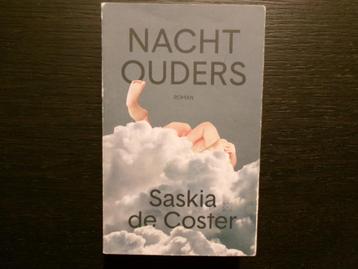 NACHT
OUDERS
ROMAN
Saskia
de Coster